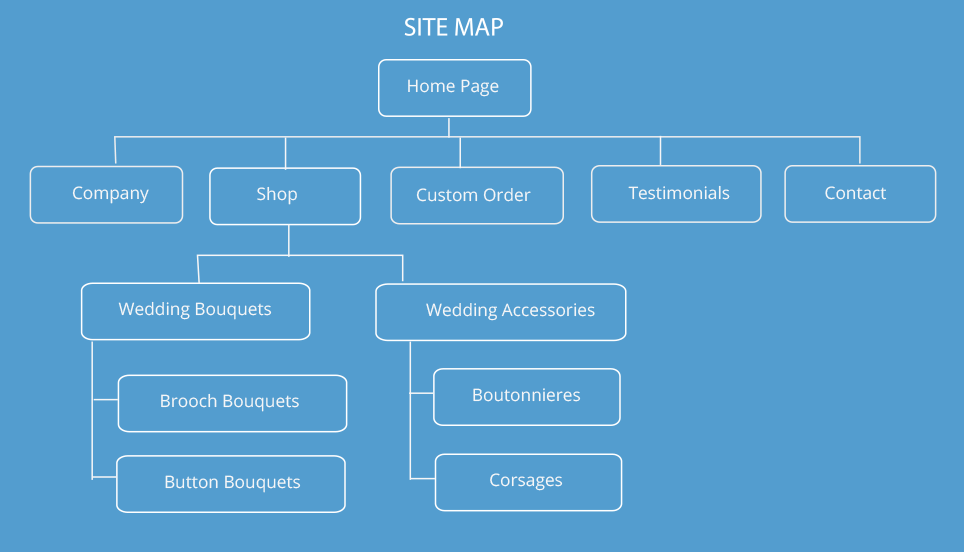 SITE MAP
Home Page
Company
Shop
Custom Order
Testimonials
Contact
Wedding Bouquets
Wedding Accessories
Brooch Bouquets
Boutonnieres
Button Bouquets
Corsages